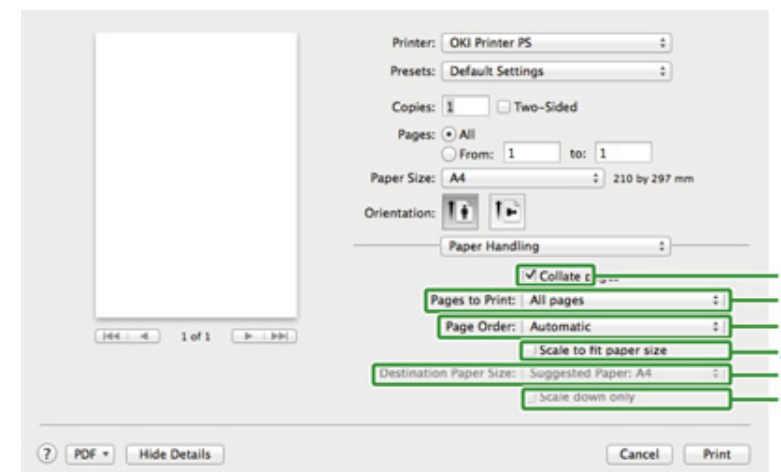 Printer: OKI Printer PS
Presets: Default Settings
Copies: 1 Two-Sided
Pages: All
From: 1 to: 1
Paper Size: A4 210 by 297 mm
Orientation:
Paper Handling
Collate
Pages to Print: All pages
Page Order: Automatic
1 of 1
Scale to fit paper size
Destination Paper Size: Suggested Paper: A4
Scale down only
? PDF Hide Details Cancel Print